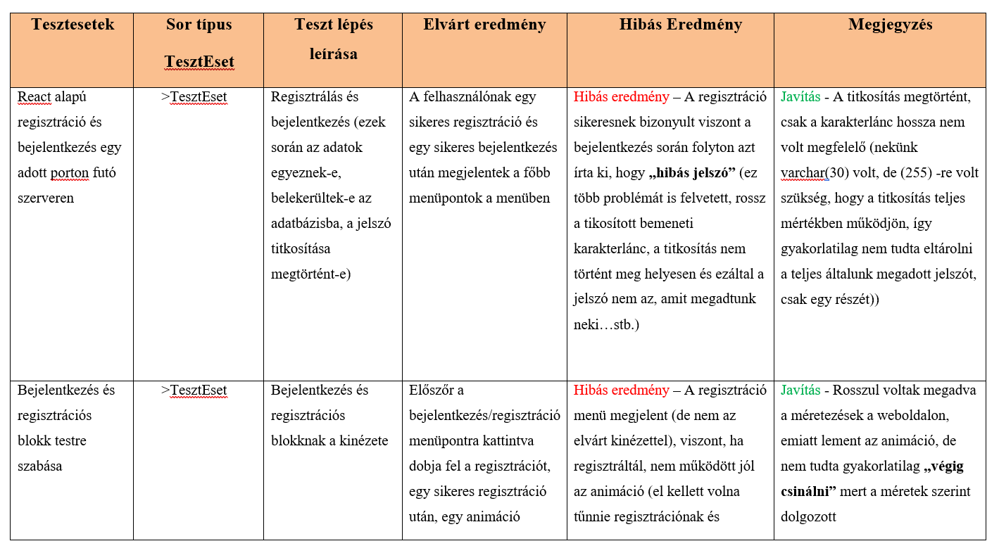 Tesztesetek
Sor típus
TesztEset
Teszt lépés
leírása
Elvárt eredmény
Hibás Eredmény
Megjegyzés
React alapú
regisztráció és
bejelentkezés egy
adott porton futó
szerveren
>TesztEset
Regisztrálás és
bejelentkezés (ezek
során az adatok
egyeznek-e,
belekerültek-e az
adatbázisba, a jelszó
titkosítása
megtörtént-e)
A felhasználónak egy
sikeres regisztráció és
egy sikeres bejelentkezés
után megjelentek a főbb
menüpontok a menüben
Hibás eredmény – A regisztráció
sikeresnek bizonyult viszont a
bejelentkezés során folyton azt
írta ki, hogy „hibás jelszó” (ez
több problémát is felvetett, rossz
a tikosított bemeneti
karakterlánc, a titkosítás nem
történt meg helyesen és ezáltal a
jelszó nem az, amit megadtunk
neki…stb.)
Javítás - A titkosítás megtörtént,
csak a karakterlánc hossza nem
volt megfelelő (nekünk
varchar(30) volt, de (255) -re volt
szükség, hogy a titkosítás teljes
mértékben működjön, így
gyakorlatilag nem tudta eltárolni
a teljes általunk megadott jelszót,
csak egy részét))
Bejelentkezés és
regisztrációs
blokk testre
szabása
>TesztEset
Bejelentkezés és
regisztrációs
blokknak a kinézete
Előszőr a
bejelentkezés/regisztráció
menüpontra kattintva
dobja fel a regisztrációt,
egy sikeres regisztráció
után, egy animáció
Hibás eredmény – A regisztráció
menü megjelent (de nem az
elvárt kinézettel), viszont, ha
regisztráltál, nem működött jól
az animáció (el kellett volna
tűnnie regisztrációnak és
Javítás - Rosszul voltak megadva
a méretezések a weboldalon,
emiatt lement az animáció, de
nem tudta gyakorlatilag „végig
csinálni” mert a méretek szerint
dolgozott